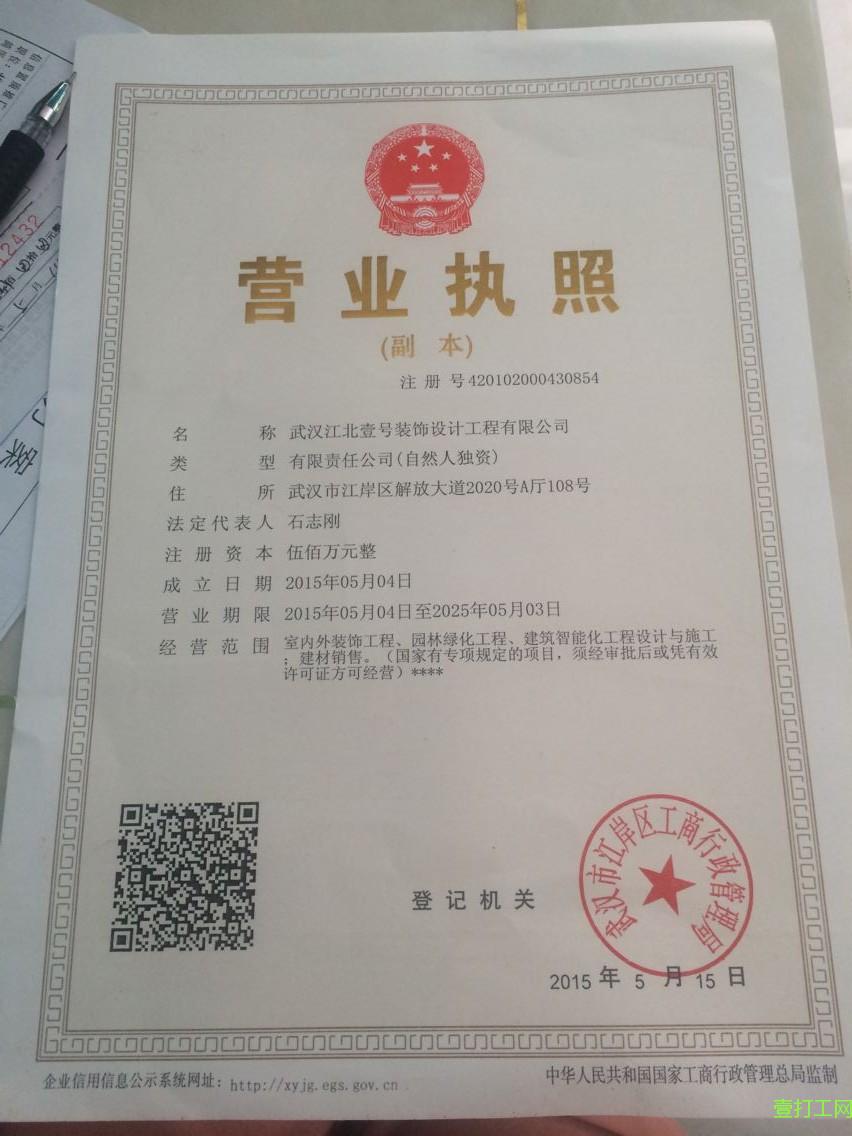 营业执照
(副 本)
注 册 号420102000430854
名 称 武汉江北壹号装饰设计工程有限公司
类 型 有限责任公司(自然人独资)
住 所 武汉市江岸区解放大道2020号A厅108号
法定代表人 石志刚
注 册 资 本 伍佰万元整
成 立 日 期 2015年05月04日
营 业 期 限 2015年05月04日至2025年05月03日
经 营 范 围 室内外装饰工程、园林绿化工程、建筑智能化工程设计与施工
；建材销售。（国家有专项规定的项目，须经审批后或凭有效
许可证方可经营）****
武汉市江岸区工商行政管理局
登 记 机 关
2015 年 5 月 15 日
企业信用信息公示系统网址：http://xyjg.egs.gov.cn
中华人民共和国国家工商行政管理总局监制
壹打工网
12432